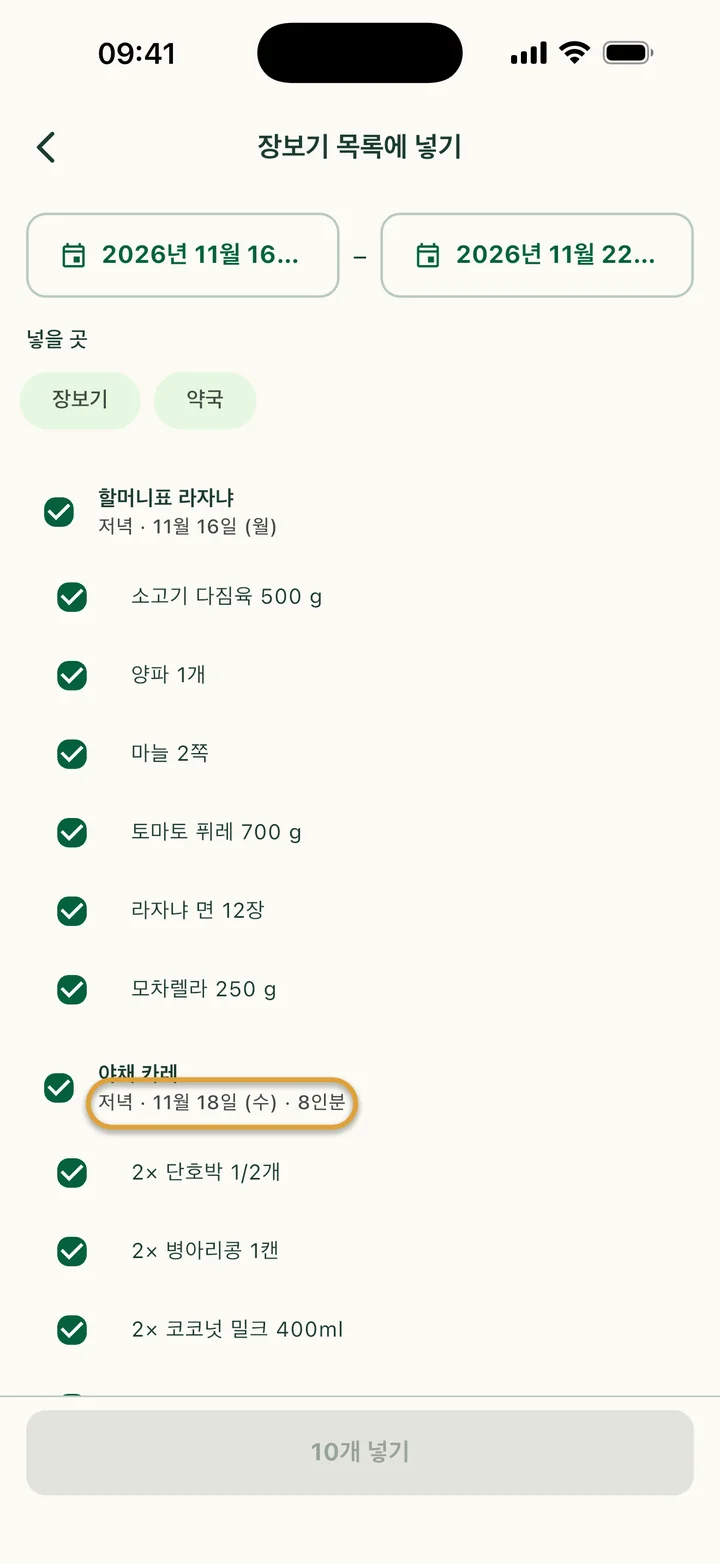 09:41
장보기 목록에 넣기
2026년 11월 16... – 2026년 11월 22...
넣을 곳
장보기 약국
할머니표 라자냐
저녁 · 11월 16일 (월)
소고기 다짐육 500 g
양파 1개
마늘 2쪽
토마토 퓌레 700 g
라자냐 면 12장
모차렐라 250 g
야채 카레
저녁 · 11월 18일 (수) · 8인분
2× 단호박 1/2개
2× 병아리콩 1캔
2× 코코넛 밀크 400ml
10개 넣기